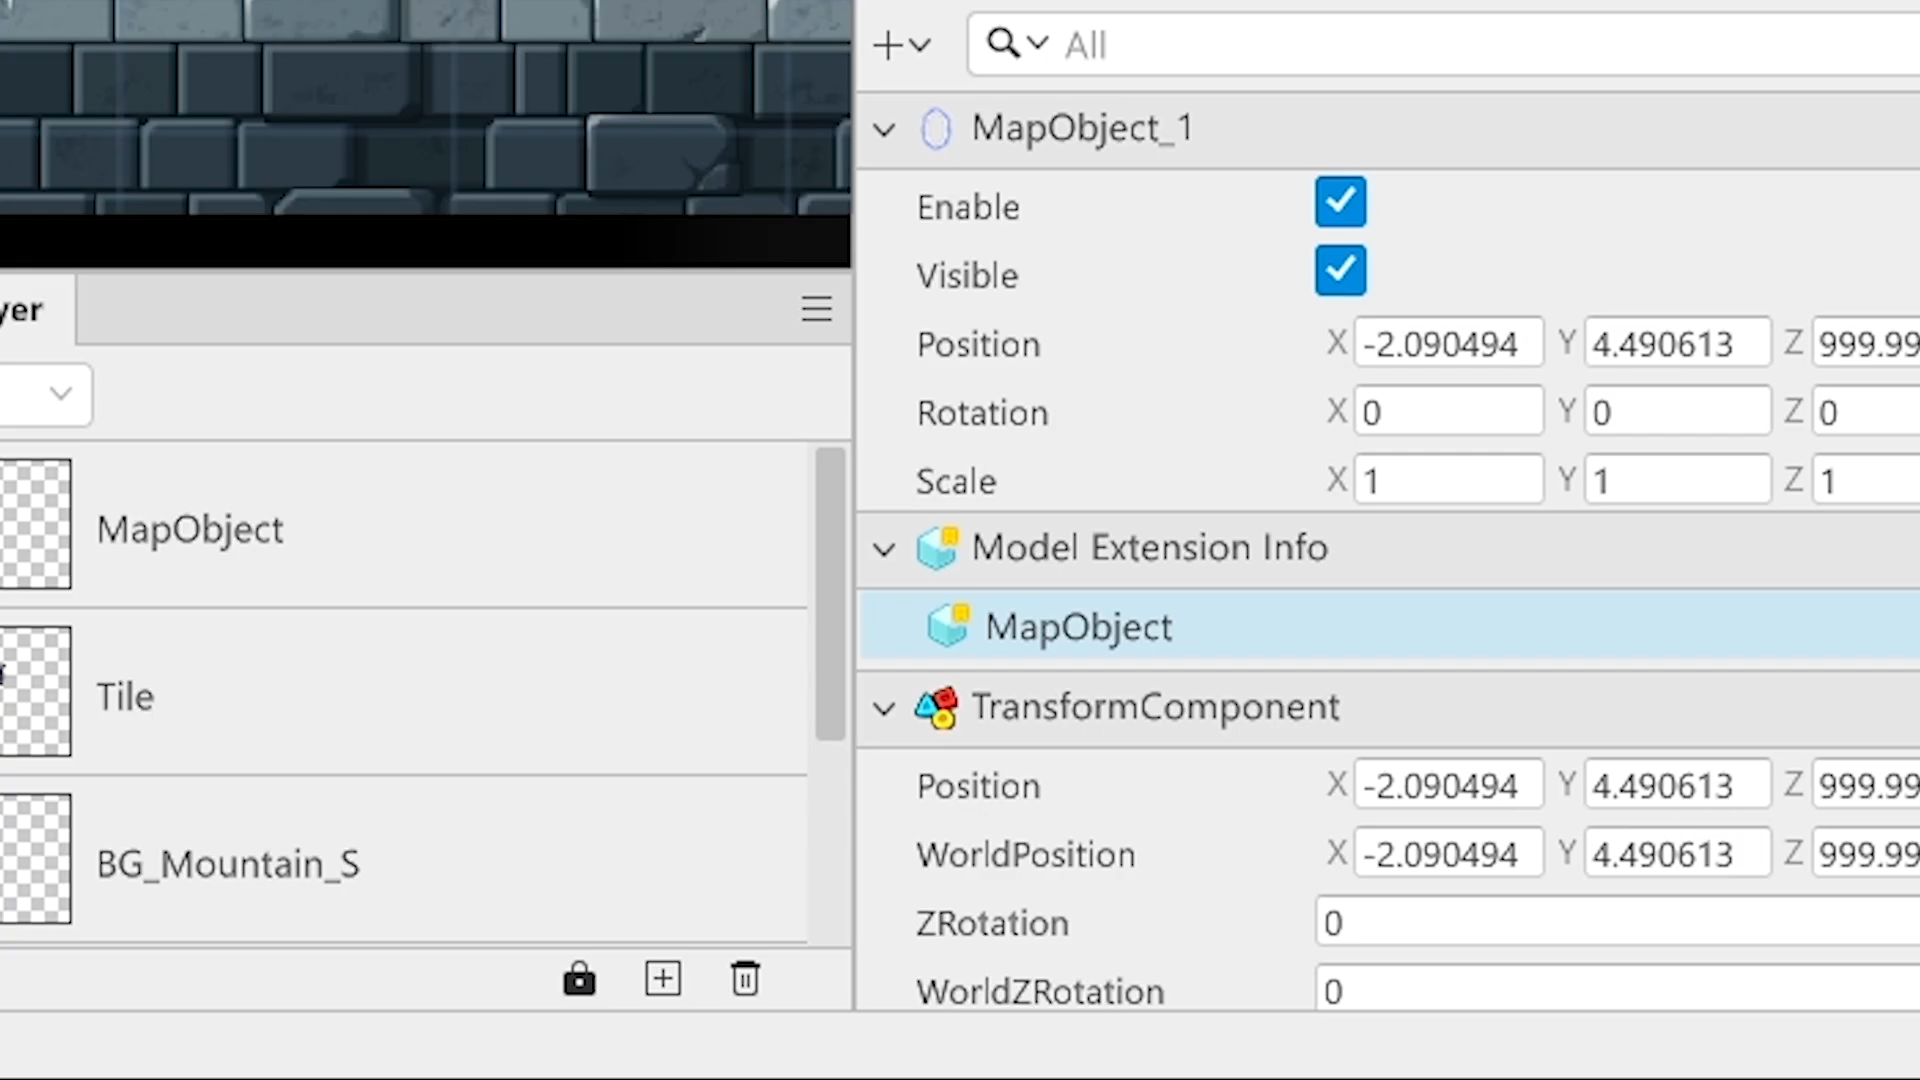 All
MapObject_1
Enable
Visible
Position X -2.090494 Y 4.490613 Z 999.99
Rotation X 0 Y 0 Z 0
Scale X 1 Y 1 Z 1
Model Extension Info
MapObject
TransformComponent
Position X -2.090494 Y 4.490613 Z 999.99
WorldPosition X -2.090494 Y 4.490613 Z 999.99
ZRotation 0
WorldZRotation 0
yer
MapObject
Tile
BG_Mountain_S